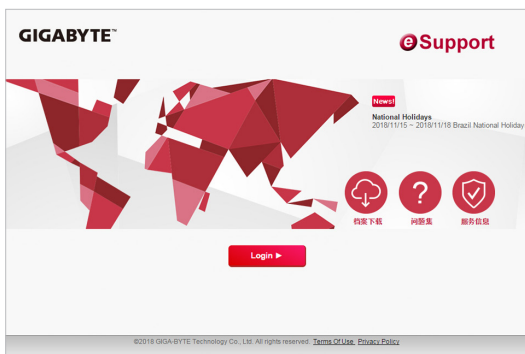 GIGABYTE™
eSupport
News!
National Holidays
2018/11/15 ~ 2018/11/18 Brazil National Holiday
档案下载 问题集 服务信息
Login ►
©2018 GIGA-BYTE Technology Co., Ltd. All rights reserved. Terms Of Use Privacy Policy